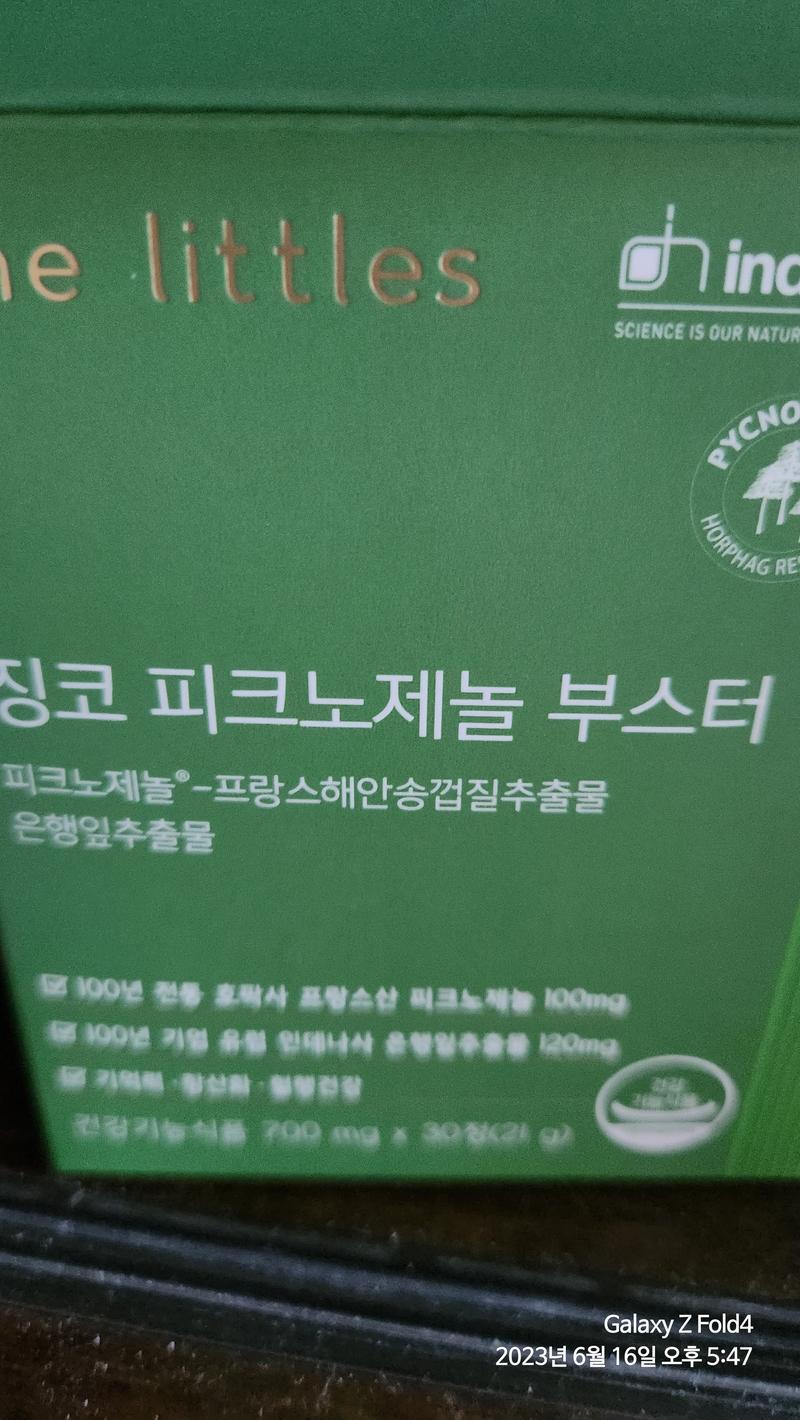 he littles
ind
SCIENCE IS OUR NATUR
PYCNO
HORPHAG RES
징코 피크노제놀 부스터
피크노제놀®-프랑스해안송껍질추출물
은행잎추출물
☑ 100년 전통 호팍사 프랑스산 피크노제놀 100mg
☑ 100년 기업 유럽 인데나사 은행잎추출물 120mg
☑ 기억력·항산화·혈행건강
건강기능식품 700 mg x 30정(21 g)
건강
기능식품
Galaxy Z Fold4
2023년 6월 16일 오후 5:47